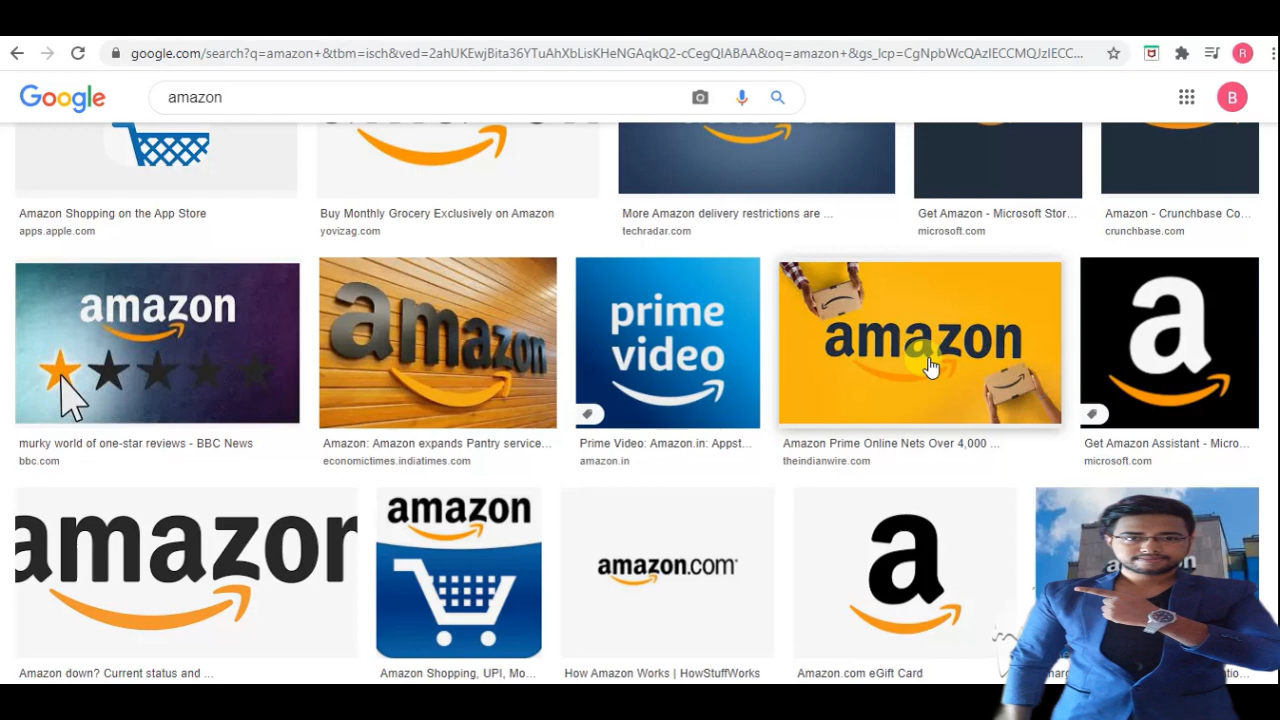 google.com/search?q=amazon+&tbm=isch&ved=2ahUKEwjBita36YTuAhXbLisKHeNGAqkQ2-cCegQIABAA&oq=amazon+&gs_lcp=CgNpbWcQAzIECCMQJzIECC...
R
Google
amazon
B
Amazon Shopping on the App Store
apps.apple.com
Buy Monthly Grocery Exclusively on Amazon
yovizag.com
More Amazon delivery restrictions are ...
techradar.com
Get Amazon - Microsoft Stor...
microsoft.com
Amazon - Crunchbase Co...
crunchbase.com
amazon
amazon
prime
video
amazon
a
murky world of one-star reviews - BBC News
bbc.com
Amazon: Amazon expands Pantry service...
economictimes.indiatimes.com
Prime Video: Amazon.in: Appst...
amazon.in
Amazon Prime Online Nets Over 4,000 ...
theindianwire.com
Get Amazon Assistant - Micro...
microsoft.com
amazon
amazon
amazon.com
a
Amazon down? Current status and ...
Amazon Shopping, UPI, Mo...
How Amazon Works | HowStuffWorks
Amazon.com eGift Card